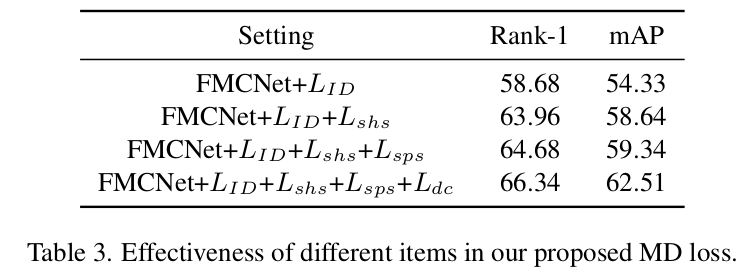 Setting Rank-1 mAP
FMCNet+L_{ID} 58.68 54.33
FMCNet+L_{ID}+L_{shs} 63.96 58.64
FMCNet+L_{ID}+L_{shs}+L_{sps} 64.68 59.34
FMCNet+L_{ID}+L_{shs}+L_{sps}+L_{dc} 66.34 62.51
Table 3. Effectiveness of different items in our proposed MD loss.